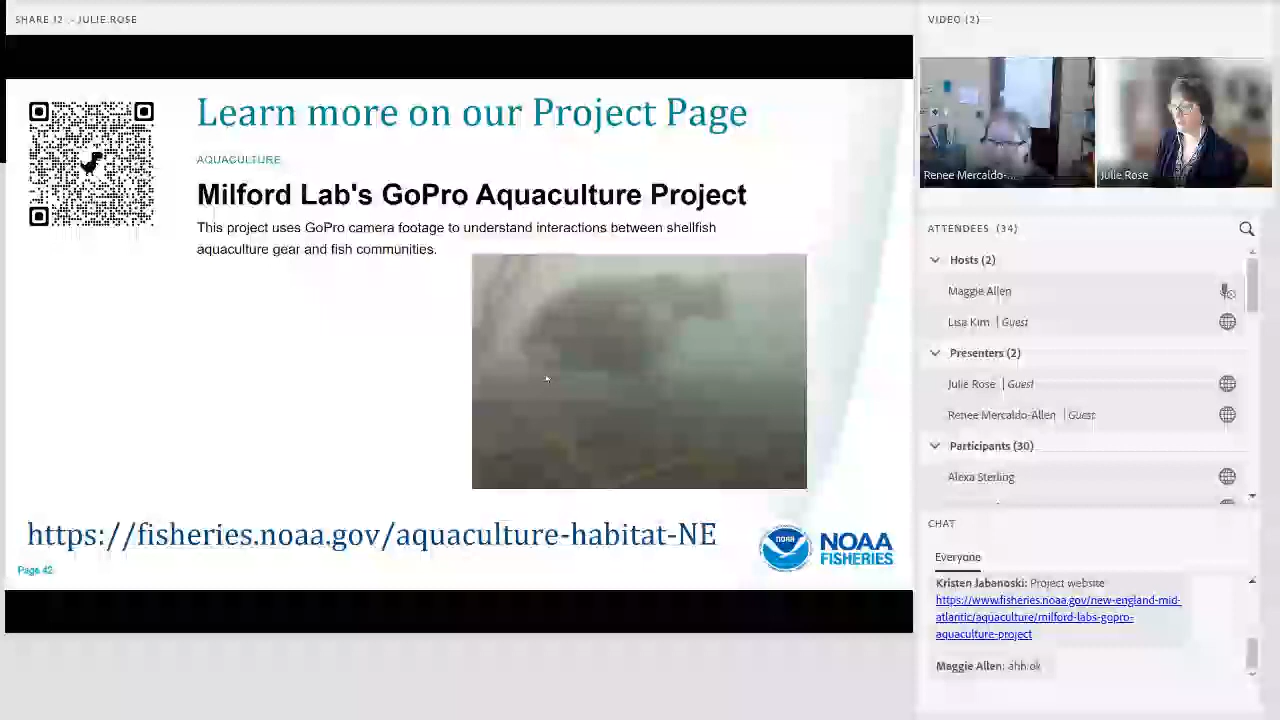 SHARE 12 - JULIE ROSE
Learn more on our Project Page
AQUACULTURE
Milford Lab's GoPro Aquaculture Project
This project uses GoPro camera footage to understand interactions between shellfish
aquaculture gear and fish communities.
https://fisheries.noaa.gov/aquaculture-habitat-NE
NOAA
NOAA
FISHERIES
Page 42
VIDEO (2)
Renee Mercaldo-...
Julie Rose
ATTENDEES (34)
Hosts (2)
Maggie Allen
Lisa Kim | Guest
Presenters (2)
Julie Rose | Guest
Renee Mercaldo-Allen | Guest
Participants (30)
Alexa Sterling
CHAT
Everyone
Kristen Jabanoski: Project website
https://www.fisheries.noaa.gov/new-england-mid-
atlantic/aquaculture/milford-labs-gopro-
aquaculture-project
Maggie Allen: ahh ok